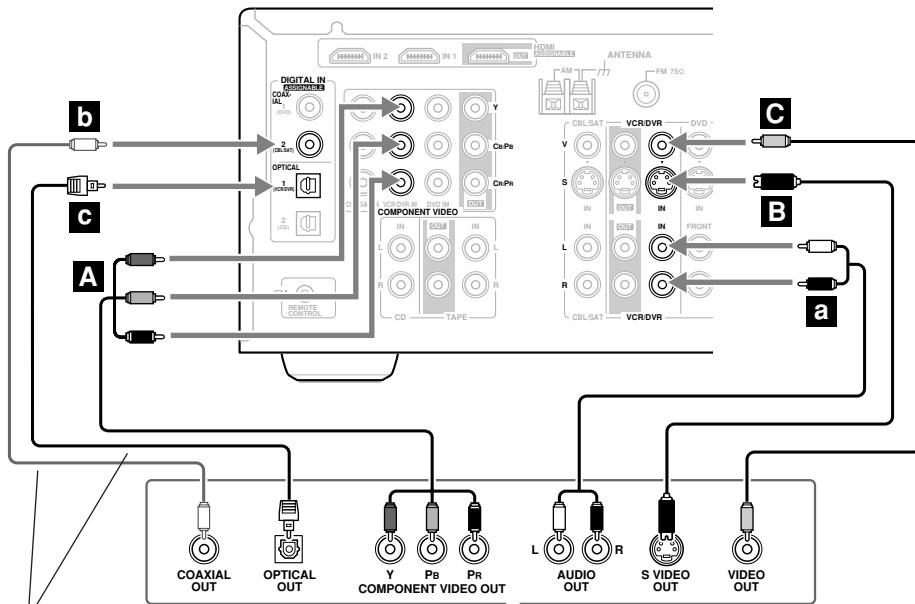 HDMI
IN 2
IN 1
OUT
ASSIGNABLE
ANTENNA
AM
FM 75Ω
DIGITAL IN
ASSIGNABLE
COAX-
IAL
1
(DVD)
2
(CBL/SAT)
OPTICAL
1
(VCR/DVR)
2
(CD)
Y
CB/PB
CR/PR
VCR/DVR IN
DVD IN
OUT
COMPONENT VIDEO
IN
OUT
IN
L
L
R
R
CD
TAPE
REMOTE
CONTROL
CBL/SAT
VCR/DVR
DVD
V
S
IN
OUT
IN
IN
IN
OUT
IN
FRONT
L
R
CBL/SAT
VCR/DVR
b
c
A
C
B
a
COAXIAL
OUT
OPTICAL
OUT
Y
PB
PR
COMPONENT VIDEO OUT
L
R
AUDIO
OUT
S VIDEO
OUT
VIDEO
OUT